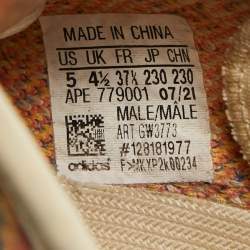 MADE IN CHINA
US UK FR JP CHN
5 4½ 37⅓ 230 230
APE 779001 07/21
MALE/MÂLE
ART GW3773
#128181977
adidas F>MKXP2k00234